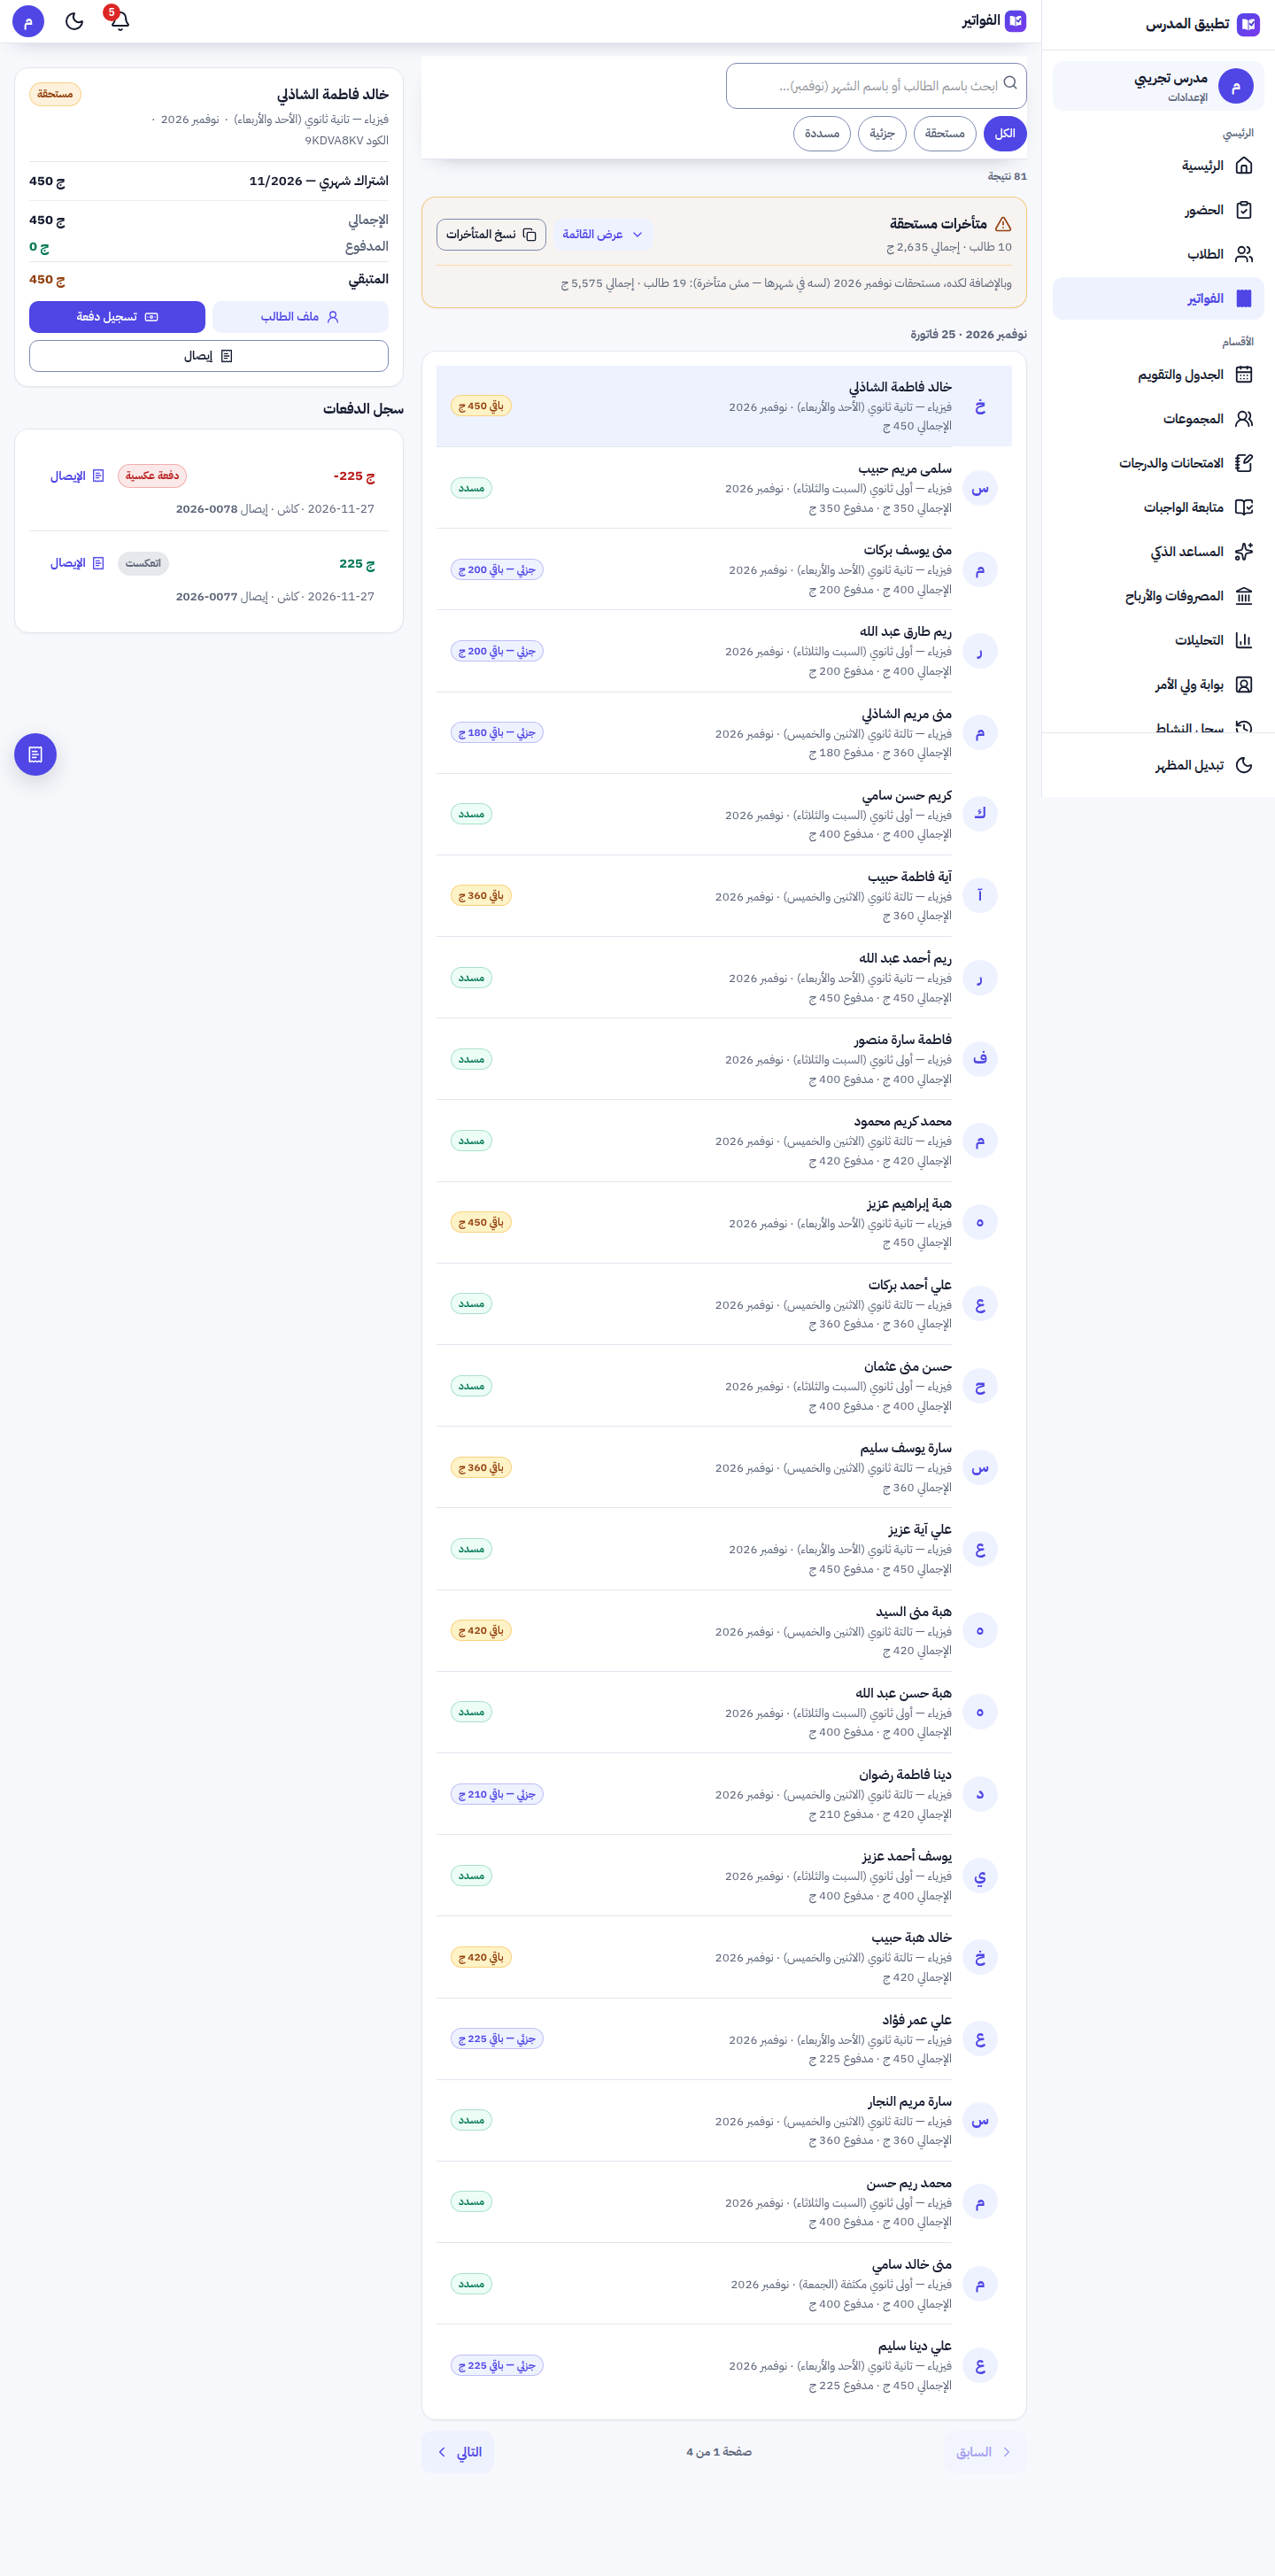 تطبيق المدرس
م
مدرس تجريبي
الإعدادات
الرئيسي
الرئيسية
الحضور
الطلاب
الفواتير
الأقسام
الجدول والتقويم
المجموعات
الامتحانات والدرجات
متابعة الواجبات
المساعد الذكي
المصروفات والأرباح
التحليلات
بوابة ولي الأمر
سجل النشاط
تبديل المظهر
الفواتير
5
م
ابحث باسم الطالب أو باسم الشهر (نوفمبر)...
الكل
مستحقة
جزئية
مسددة
81 نتيجة
متأخرات مستحقة
10 طالب · إجمالي 2,635 ج
عرض القائمة
نسخ المتأخرات
وبالإضافة لكده، مستحقات نوفمبر 2026 (لسه في شهرها — مش متأخرة): 19 طالب · إجمالي 5,575 ج
نوفمبر 2026 · 25 فاتورة
خ
خالد فاطمة الشاذلي
فيزياء — تانية ثانوي (الأحد والأربعاء) · نوفمبر 2026
الإجمالي 450 ج
باقي 450 ج
س
سلمى مريم حبيب
فيزياء — أولى ثانوي (السبت والثلاثاء) · نوفمبر 2026
الإجمالي 350 ج · مدفوع 350 ج
مسدد
م
منى يوسف بركات
فيزياء — تانية ثانوي (الأحد والأربعاء) · نوفمبر 2026
الإجمالي 400 ج · مدفوع 200 ج
جزئي — باقي 200 ج
ر
ريم طارق عبد الله
فيزياء — أولى ثانوي (السبت والثلاثاء) · نوفمبر 2026
الإجمالي 400 ج · مدفوع 200 ج
جزئي — باقي 200 ج
م
منى مريم الشاذلي
فيزياء — تالتة ثانوي (الاثنين والخميس) · نوفمبر 2026
الإجمالي 360 ج · مدفوع 180 ج
جزئي — باقي 180 ج
ك
كريم حسن سامي
فيزياء — أولى ثانوي (السبت والثلاثاء) · نوفمبر 2026
الإجمالي 400 ج · مدفوع 400 ج
مسدد
آ
آية فاطمة حبيب
فيزياء — تالتة ثانوي (الاثنين والخميس) · نوفمبر 2026
الإجمالي 360 ج
باقي 360 ج
ر
ريم أحمد عبد الله
فيزياء — تانية ثانوي (الأحد والأربعاء) · نوفمبر 2026
الإجمالي 450 ج · مدفوع 450 ج
مسدد
ف
فاطمة سارة منصور
فيزياء — أولى ثانوي (السبت والثلاثاء) · نوفمبر 2026
الإجمالي 400 ج · مدفوع 400 ج
مسدد
م
محمد كريم محمود
فيزياء — تالتة ثانوي (الاثنين والخميس) · نوفمبر 2026
الإجمالي 420 ج · مدفوع 420 ج
مسدد
ه
هبة إبراهيم عزيز
فيزياء — تانية ثانوي (الأحد والأربعاء) · نوفمبر 2026
الإجمالي 450 ج
باقي 450 ج
ع
علي أحمد بركات
فيزياء — تالتة ثانوي (الاثنين والخميس) · نوفمبر 2026
الإجمالي 360 ج · مدفوع 360 ج
مسدد
ح
حسن منى عثمان
فيزياء — أولى ثانوي (السبت والثلاثاء) · نوفمبر 2026
الإجمالي 400 ج · مدفوع 400 ج
مسدد
س
سارة يوسف سليم
فيزياء — تالتة ثانوي (الاثنين والخميس) · نوفمبر 2026
الإجمالي 360 ج
باقي 360 ج
ع
علي آية عزيز
فيزياء — تانية ثانوي (الأحد والأربعاء) · نوفمبر 2026
الإجمالي 450 ج · مدفوع 450 ج
مسدد
ه
هبة منى السيد
فيزياء — تالتة ثانوي (الاثنين والخميس) · نوفمبر 2026
الإجمالي 420 ج
باقي 420 ج
ه
هبة حسن عبد الله
فيزياء — أولى ثانوي (السبت والثلاثاء) · نوفمبر 2026
الإجمالي 400 ج · مدفوع 400 ج
مسدد
د
دينا فاطمة رضوان
فيزياء — تالتة ثانوي (الاثنين والخميس) · نوفمبر 2026
الإجمالي 420 ج · مدفوع 210 ج
جزئي — باقي 210 ج
ي
يوسف أحمد عزيز
فيزياء — أولى ثانوي (السبت والثلاثاء) · نوفمبر 2026
الإجمالي 400 ج · مدفوع 400 ج
مسدد
خ
خالد هبة حبيب
فيزياء — تالتة ثانوي (الاثنين والخميس) · نوفمبر 2026
الإجمالي 420 ج
باقي 420 ج
ع
علي عمر فؤاد
فيزياء — تانية ثانوي (الأحد والأربعاء) · نوفمبر 2026
الإجمالي 450 ج · مدفوع 225 ج
جزئي — باقي 225 ج
س
سارة مريم النجار
فيزياء — تالتة ثانوي (الاثنين والخميس) · نوفمبر 2026
الإجمالي 360 ج · مدفوع 360 ج
مسدد
م
محمد ريم حسن
فيزياء — أولى ثانوي (السبت والثلاثاء) · نوفمبر 2026
الإجمالي 400 ج · مدفوع 400 ج
مسدد
م
منى خالد سامي
فيزياء — أولى ثانوي مكثفة (الجمعة) · نوفمبر 2026
الإجمالي 400 ج · مدفوع 400 ج
مسدد
ع
علي دينا سليم
فيزياء — تانية ثانوي (الأحد والأربعاء) · نوفمبر 2026
الإجمالي 450 ج · مدفوع 225 ج
جزئي — باقي 225 ج
السابق
صفحة 1 من 4
التالي
خالد فاطمة الشاذلي
مستحقة
فيزياء — تانية ثانوي (الأحد والأربعاء) · نوفمبر 2026 ·
الكود 9KDVA8KV
اشتراك شهري — 11/2026
450 ج
الإجمالي
450 ج
المدفوع
0 ج
المتبقي
450 ج
ملف الطالب
تسجيل دفعة
إيصال
سجل الدفعات
-225 ج
دفعة عكسية
الإيصال
2026-11-27 · كاش · إيصال 2026-0078
225 ج
اتعكست
الإيصال
2026-11-27 · كاش · إيصال 2026-0077